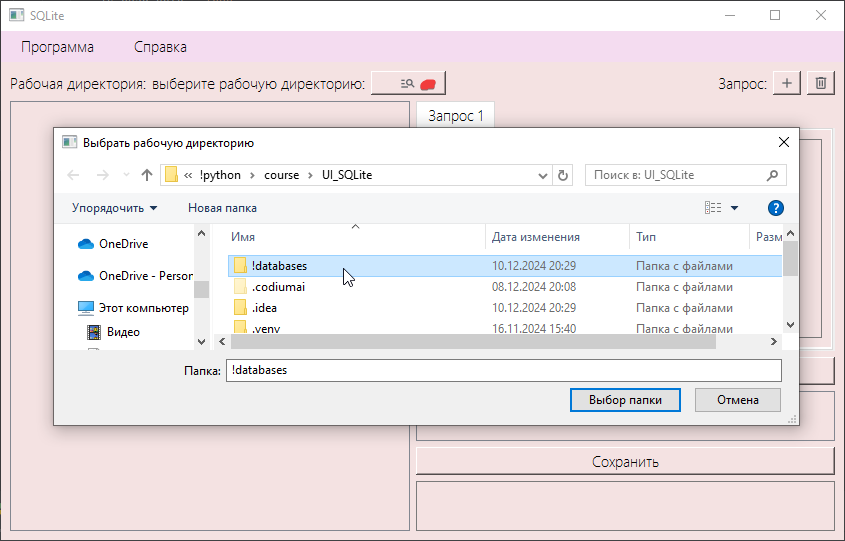 SQLite
Программа Справка
Рабочая директория: выберите рабочую директорию: Запрос: +
Запрос 1
Выбрать рабочую директорию
« !python › course › UI_SQLite Поиск в: UI_SQLite
Упорядочить Новая папка ?
Имя Дата изменения Тип Разм
OneDrive
OneDrive - Person
Этот компьютер
Видео
!databases 10.12.2024 20:29 Папка с файлами
.codiumai 08.12.2024 20:08 Папка с файлами
.idea 10.12.2024 20:29 Папка с файлами
.venv 16.11.2024 15:40 Папка с файлами
Папка: !databases
Выбор папки Отмена
Сохранить